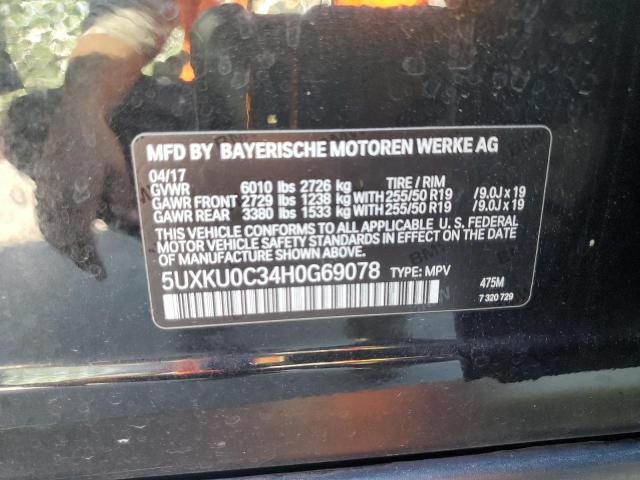 MFD BY BAYERISCHE MOTOREN WERKE AG
04/17
GVWR 6010 lbs 2726 kg TIRE / RIM
GAWR FRONT 2729 lbs 1238 kg WITH 255/50 R19 /9.0J x 19
GAWR REAR 3380 lbs 1533 kg WITH 255/50 R19 /9.0J x 19
THIS VEHICLE CONFORMS TO ALL APPLICABLE U. S. FEDERAL
MOTOR VEHICLE SAFETY STANDARDS IN EFFECT ON THE DATE OF
MANUFACTURE SHOWN ABOVE.
5UXKU0C34H0G69078 TYPE: MPV 475M
7 320 729